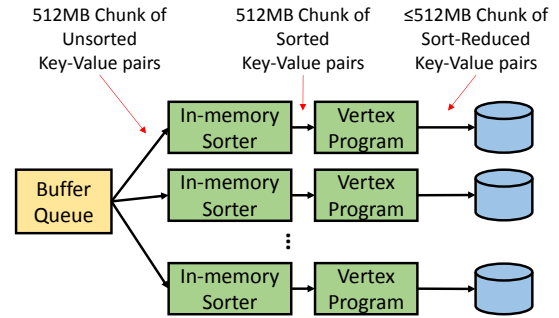 512MB Chunk of
Unsorted
Key-Value pairs
512MB Chunk of
Sorted
Key-Value pairs
≤512MB Chunk of
Sort-Reduced
Key-Value pairs
In-memory
Sorter
Vertex
Program
Buffer
Queue
In-memory
Sorter
Vertex
Program
...
In-memory
Sorter
Vertex
Program